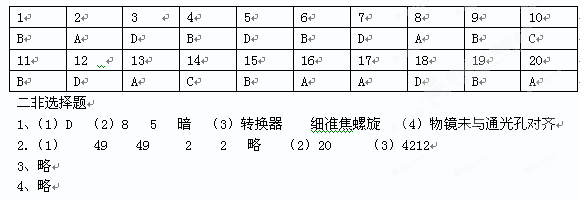 1 2 3 4 5 6 7 8 9 10
B A D B D B D A B C
11 12 13 14 15 16 17 18 19 20
B D A C B A A D B A
二非选择题
1、（1）D （2）8 5 暗 （3）转换器 细准焦螺旋 （4）物镜未与通光孔对齐
2.（1） 49 49 2 2 略 （2）20 （3）4212
3、略
4、略